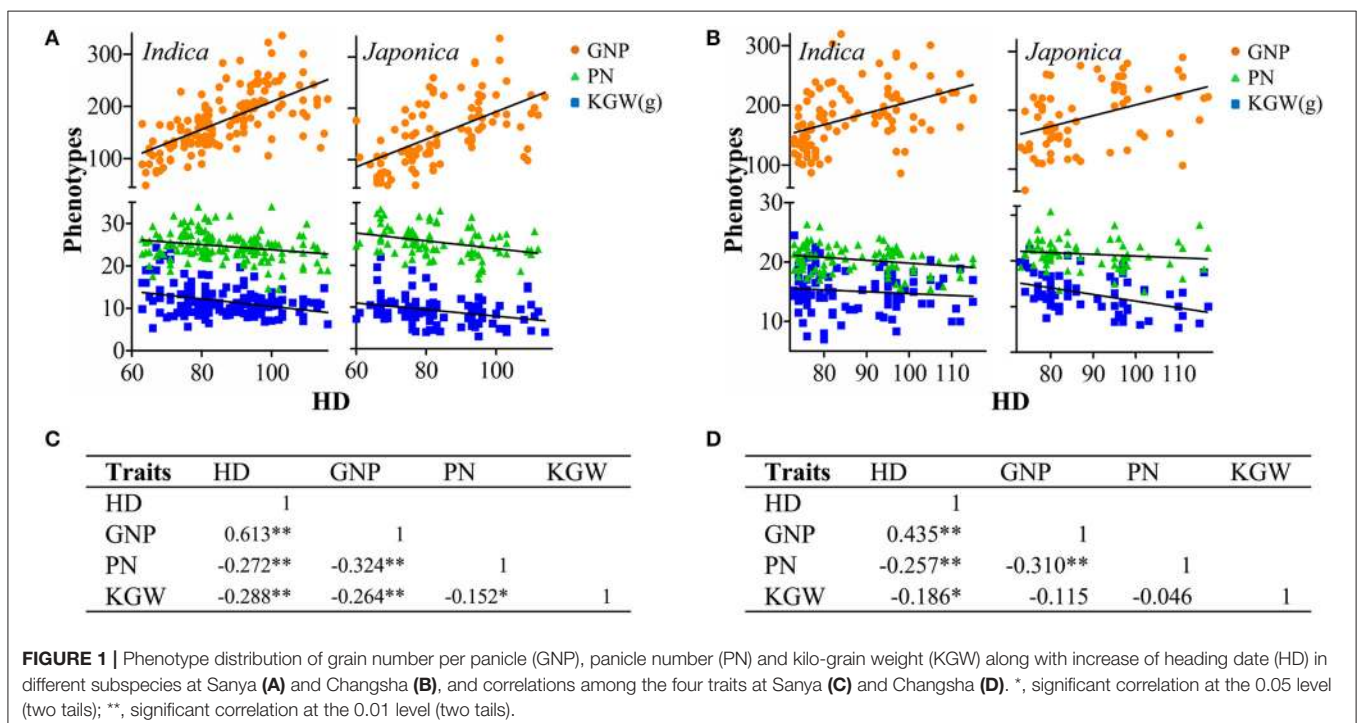 A
Indica
Japonica
GNP
PN
KGW(g)
Phenotypes
300
200
100
30
20
10
0
60
80
100
60
80
100
HD
B
Indica
Japonica
GNP
PN
KGW(g)
Phenotypes
300
200
100
30
20
10
80
90
100
110
80
90
100
110
HD
C
Traits HD GNP PN KGW
HD 1
GNP 0.613** 1
PN -0.272** -0.324** 1
KGW -0.288** -0.264** -0.152* 1
D
Traits HD GNP PN KGW
HD 1
GNP 0.435** 1
PN -0.257** -0.310** 1
KGW -0.186* -0.115 -0.046 1
FIGURE 1 | Phenotype distribution of grain number per panicle (GNP), panicle number (PN) and kilo-grain weight (KGW) along with increase of heading date (HD) in
different subspecies at Sanya (A) and Changsha (B), and correlations among the four traits at Sanya (C) and Changsha (D). *, significant correlation at the 0.05 level
(two tails); **, significant correlation at the 0.01 level (two tails).